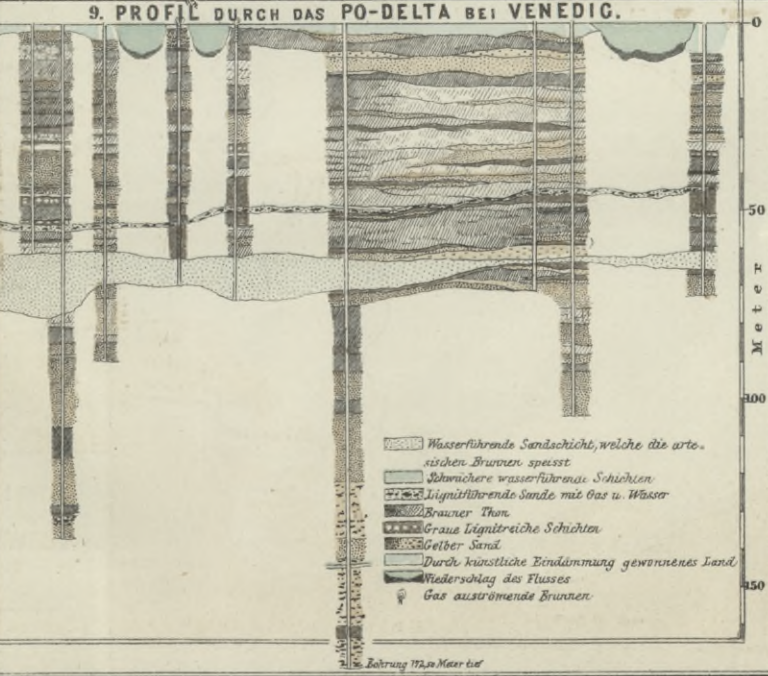 9. PROFIL DURCH DAS PO-DELTA BEI VENEDIG.
0
50
Meter
100
Wasserführende Sandschicht, welche die arte-
sischen Brunnen speisst
Schwächere wasserführende Schichten
Lignitführende Sande mit Gas u. Wasser
Brauner Thon
Graue Lignitreiche Schichten
Gelber Sand
Durch künstliche Eindämmung gewonnenes Land
Niederschlag des Flusses
150
Gas auströmende Brunnen
Bohrung 172,50 Meter tief